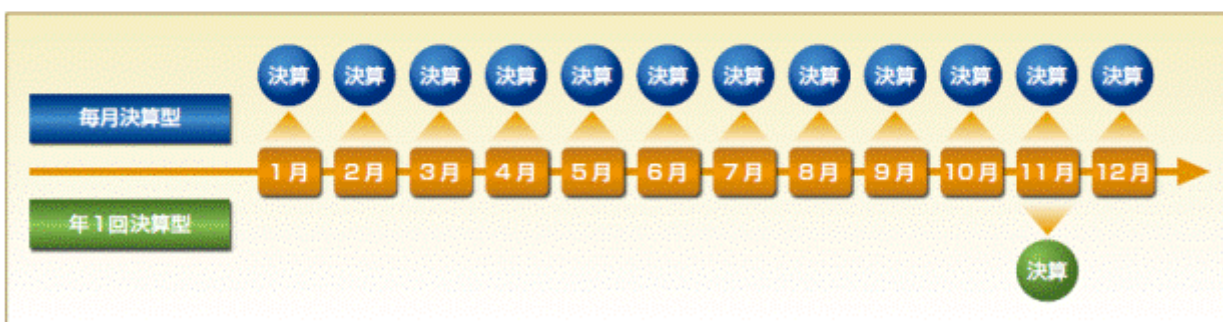 決算 決算 決算 決算 決算 決算 決算 決算 決算 決算 決算 決算
毎月決算型
1月 2月 3月 4月 5月 6月 7月 8月 9月 10月 11月 12月
年1回決算型
決算